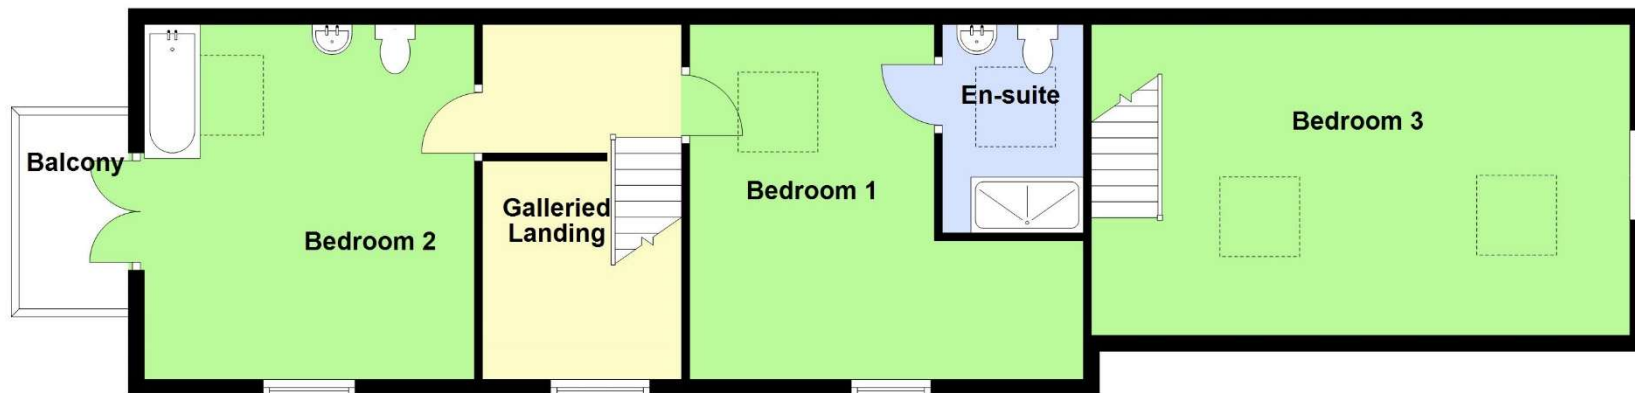 Balcony
Bedroom 2
Galleried
Landing
Bedroom 1
En-suite
Bedroom 3